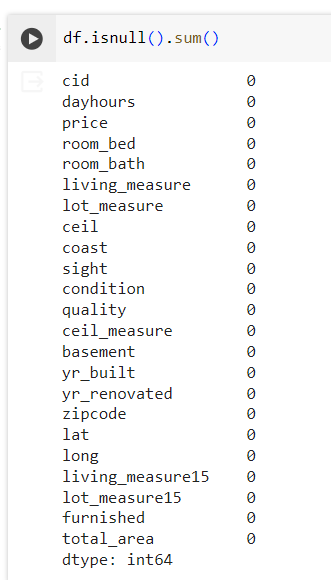 df.isnull().sum()
cid 0
dayhours 0
price 0
room_bed 0
room_bath 0
living_measure 0
lot_measure 0
ceil 0
coast 0
sight 0
condition 0
quality 0
ceil_measure 0
basement 0
yr_built 0
yr_renovated 0
zipcode 0
lat 0
long 0
living_measure15 0
lot_measure15 0
furnished 0
total_area 0
dtype: int64